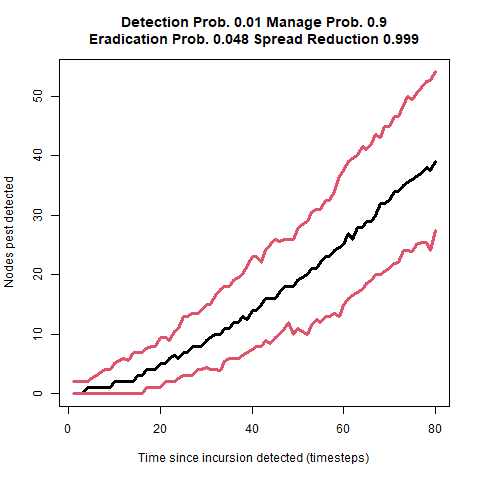 Detection Prob. 0.01 Manage Prob. 0.9
Eradication Prob. 0.048 Spread Reduction 0.999
Nodes pest detected
50
40
30
20
10
0
0 20 40 60 80
Time since incursion detected (timesteps)